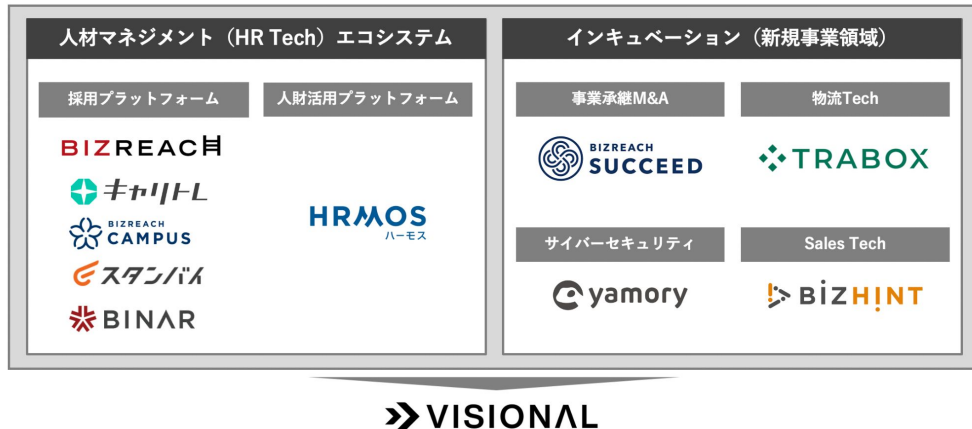 人材マネジメント（HR Tech）エコシステム
採用プラットフォーム
BIZREACH
キャリトレ
BIZREACH
CAMPUS
スタンバイ
BINAR
人財活用プラットフォーム
HRMOS
ハーモス
インキュベーション（新規事業領域）
事業承継M&A
BIZREACH
SUCCEED
物流Tech
TRABOX
サイバーセキュリティ
yamory
Sales Tech
BIZHINT
VISIONAL